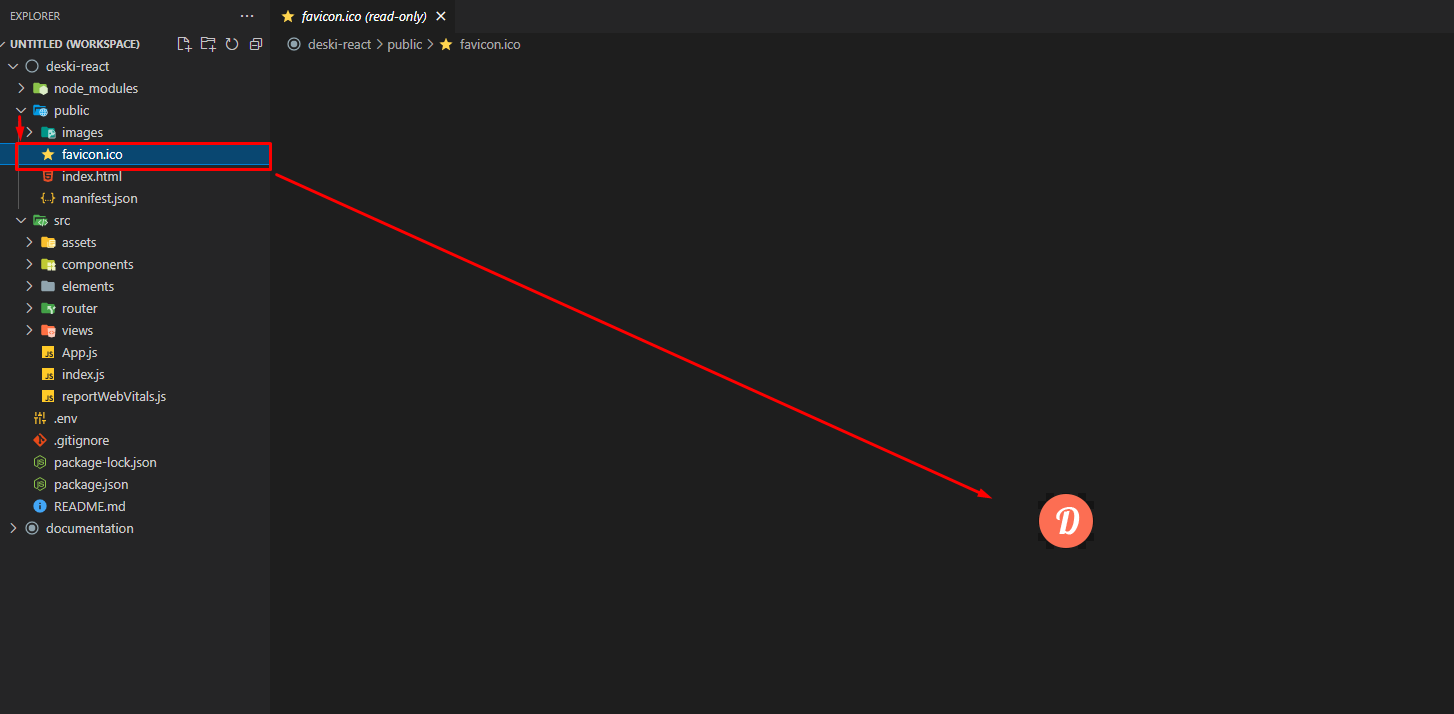 EXPLORER
UNTITLED (WORKSPACE)
deski-react
node_modules
public
images
favicon.ico
index.html
manifest.json
src
assets
components
elements
router
views
App.js
index.js
reportWebVitals.js
.env
.gitignore
package-lock.json
package.json
README.md
documentation
favicon.ico (read-only)
deski-react > public > favicon.ico
D